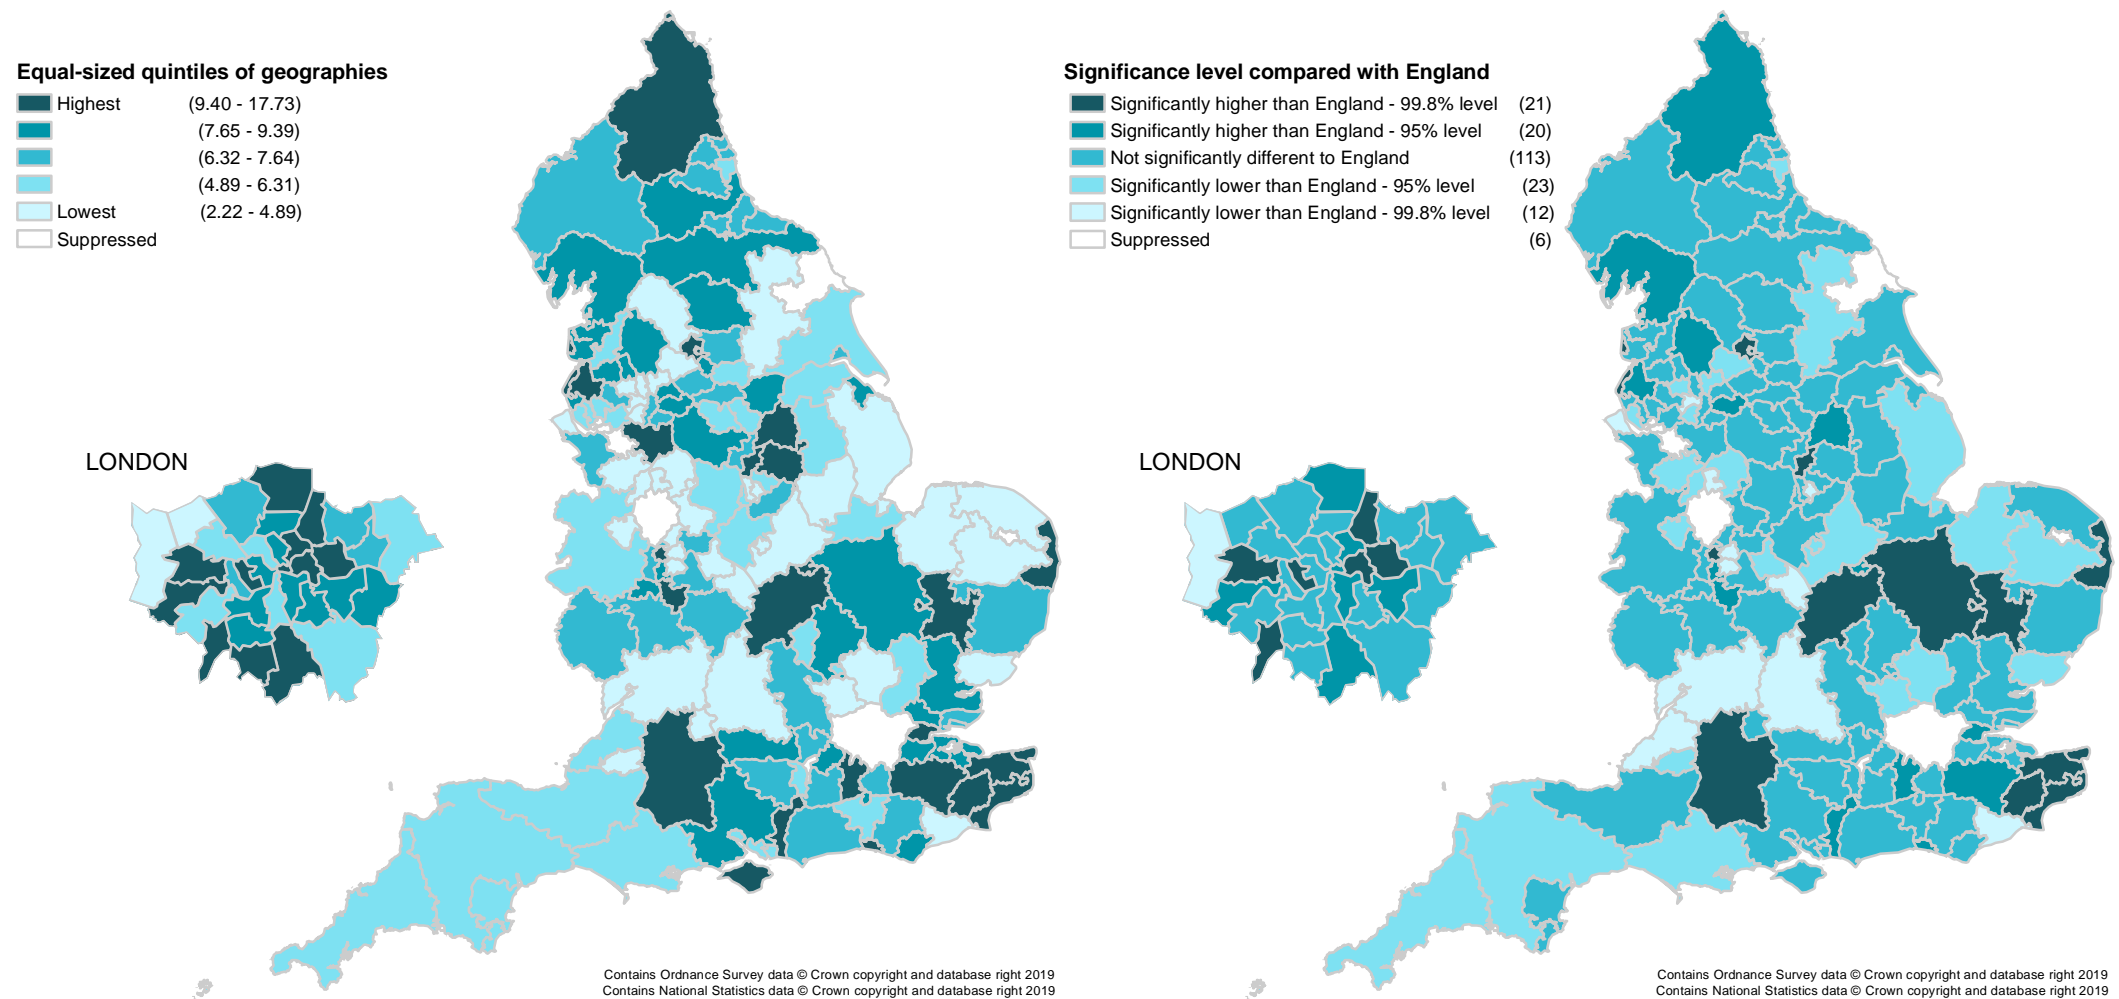 Equal-sized quintiles of geographies
Highest (9.40 - 17.73)
(7.65 - 9.39)
(6.32 - 7.64)
(4.89 - 6.31)
Lowest (2.22 - 4.89)
Suppressed
LONDON
Contains Ordnance Survey data © Crown copyright and database right 2019
Contains National Statistics data © Crown copyright and database right 2019
Significance level compared with England
Significantly higher than England - 99.8% level (21)
Significantly higher than England - 95% level (20)
Not significantly different to England (113)
Significantly lower than England - 95% level (23)
Significantly lower than England - 99.8% level (12)
Suppressed (6)
LONDON
Contains Ordnance Survey data © Crown copyright and database right 2019
Contains National Statistics data © Crown copyright and database right 2019